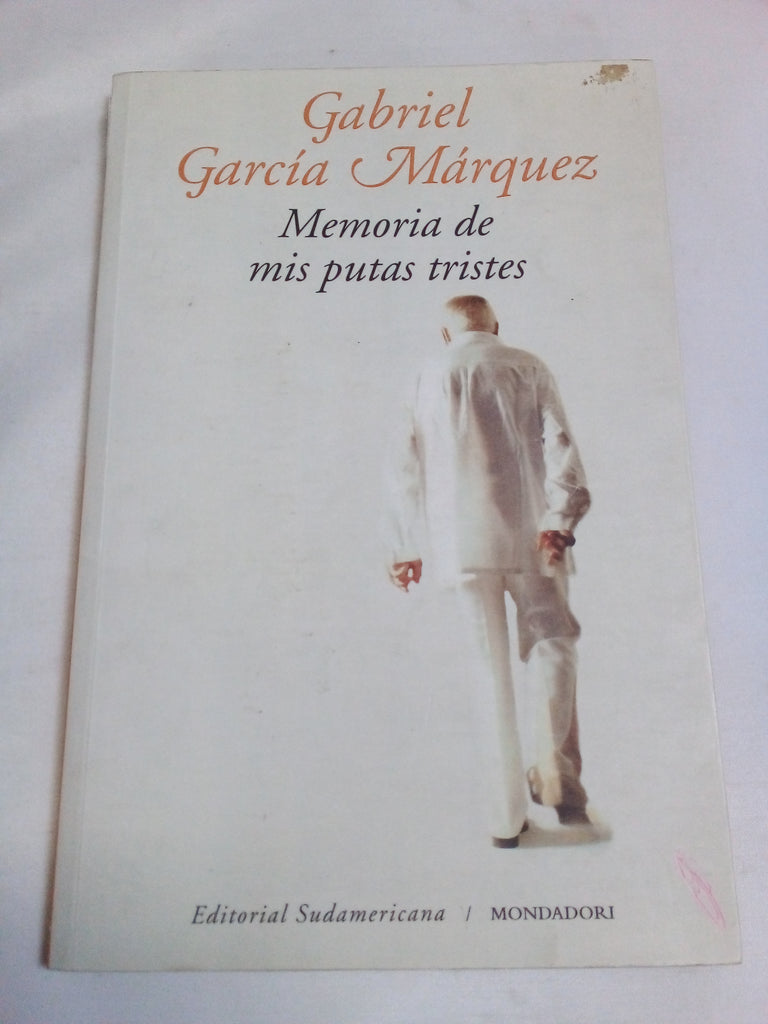 Gabriel
García Márquez
Memoria de
mis putas tristes
Editorial Sudamericana / MONDADORI